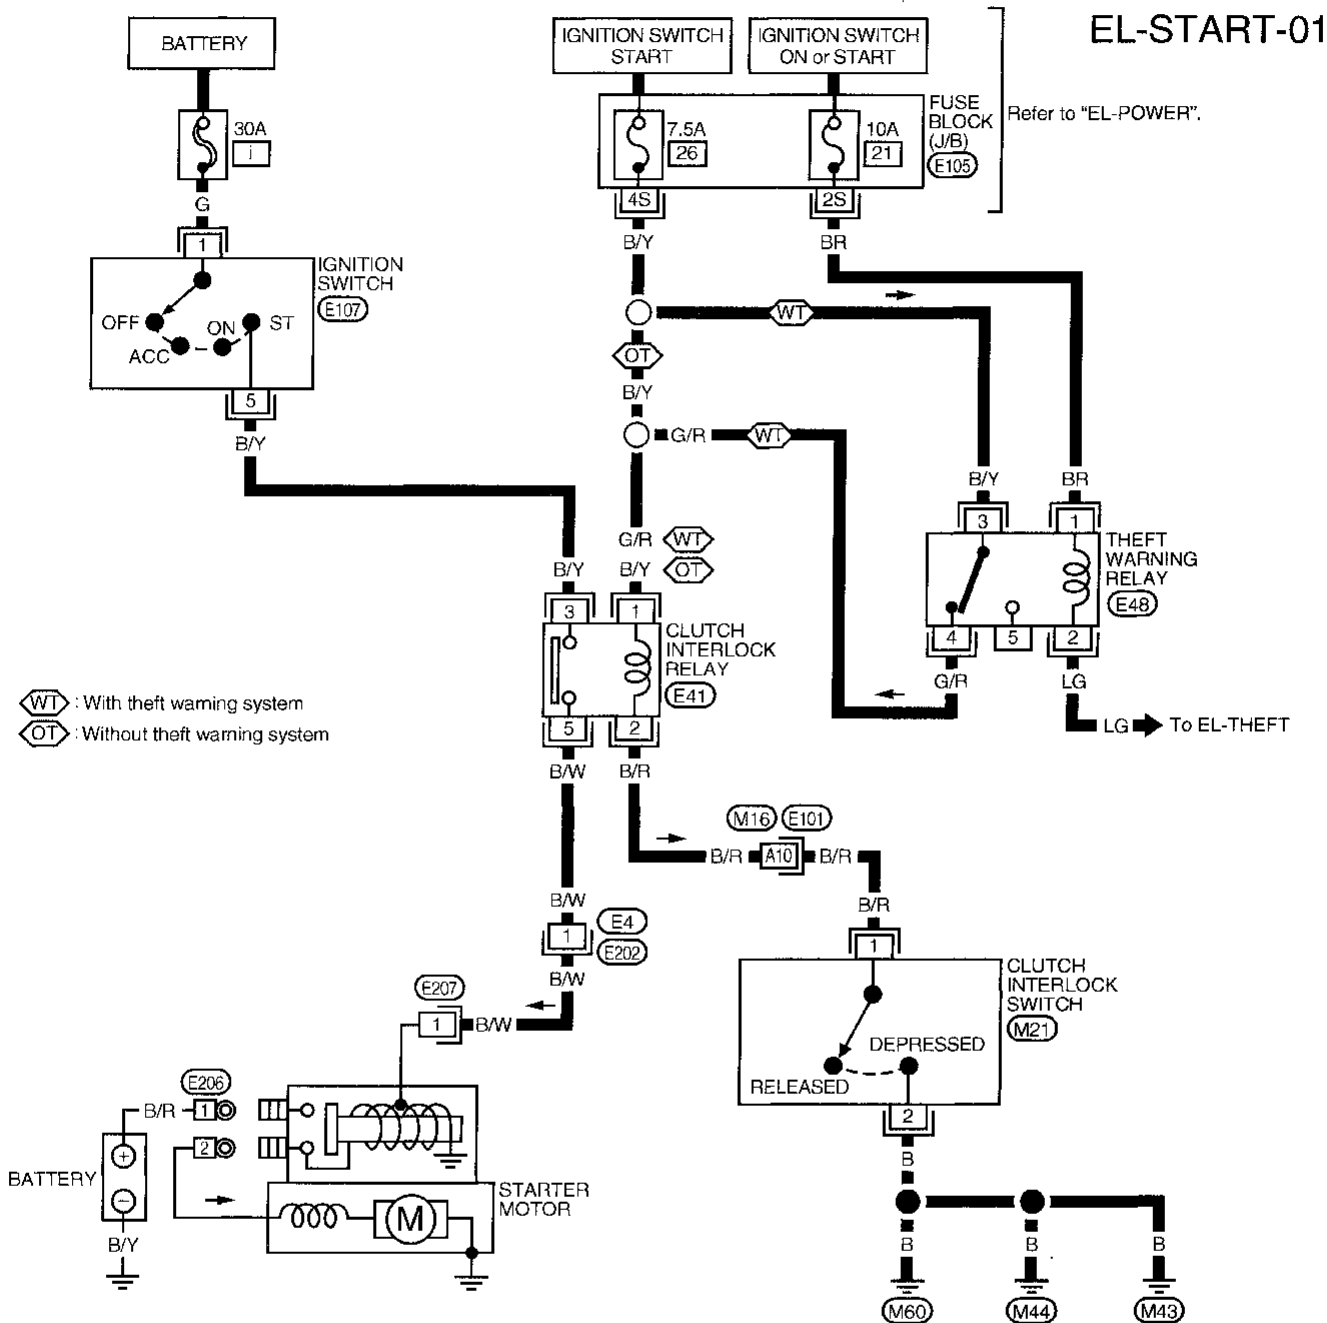 EL-START-01
BATTERY
IGNITION SWITCH
START
IGNITION SWITCH
ON or START
30A
j
7.5A
26
10A
21
FUSE
BLOCK
(J/B)
E105
Refer to "EL-POWER".
G
4S
2S
1
B/Y
BR
IGNITION
SWITCH
E107
OFF
ACC
ON
ST
WT
OT
5
B/Y
B/Y
G/R
WT
B/Y
BR
G/R
WT
B/Y
B/Y
OT
3
1
THEFT
WARNING
RELAY
E48
3
1
CLUTCH
INTERLOCK
RELAY
E41
4
5
2
G/R
LG
WT : With theft warning system
OT : Without theft warning system
5
2
LG
To EL-THEFT
B/W
B/R
M16
E101
B/R
A10
B/R
B/W
B/R
1
E4
E202
1
B/W
CLUTCH
INTERLOCK
SWITCH
M21
E207
1
B/W
DEPRESSED
RELEASED
E206
B/R
1
2
2
B
BATTERY
+
−
M
STARTER
MOTOR
B/Y
B
B
B
M60
M44
M43